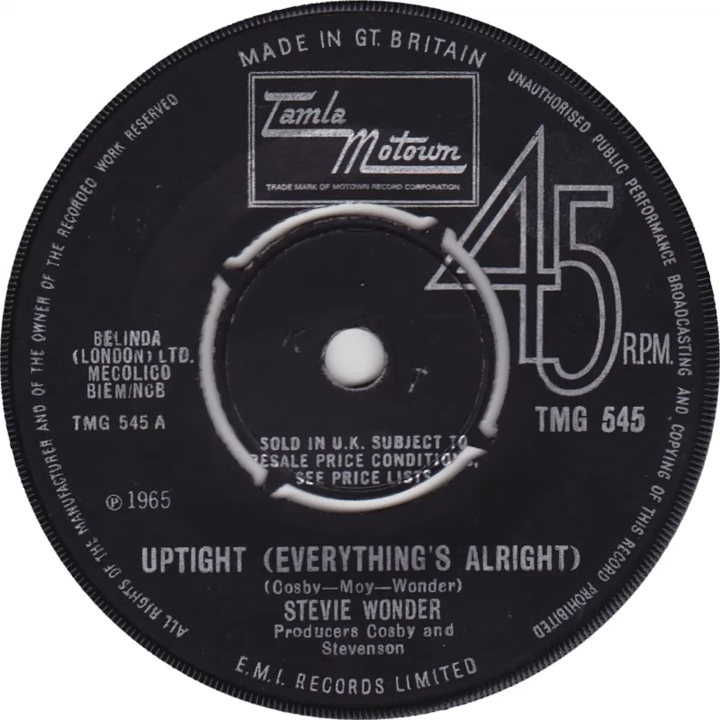 MADE IN GT. BRITAIN
UNAUTHORISED PUBLIC PERFORMANCE BROADCASTING AND COPYING OF THIS RECORD PROHIBITED
ALL RIGHTS OF THE MANUFACTURER AND OF THE OWNER OF THE RECORDED WORK RESERVED
Tamla
Motown
TRADE MARK OF MOTOWN RECORD CORPORATION
45
R.P.M.
BELINDA
(LONDON) LTD.
MECOLICO
BIEM/NCB
TMG 545 A
K T
TMG 545
SOLD IN U.K. SUBJECT TO
RESALE PRICE CONDITIONS,
SEE PRICE LISTS
℗ 1965
UPTIGHT (EVERYTHING'S ALRIGHT)
(Cosby—Moy—Wonder)
STEVIE WONDER
Producers Cosby and
Stevenson
E.M.I. RECORDS LIMITED